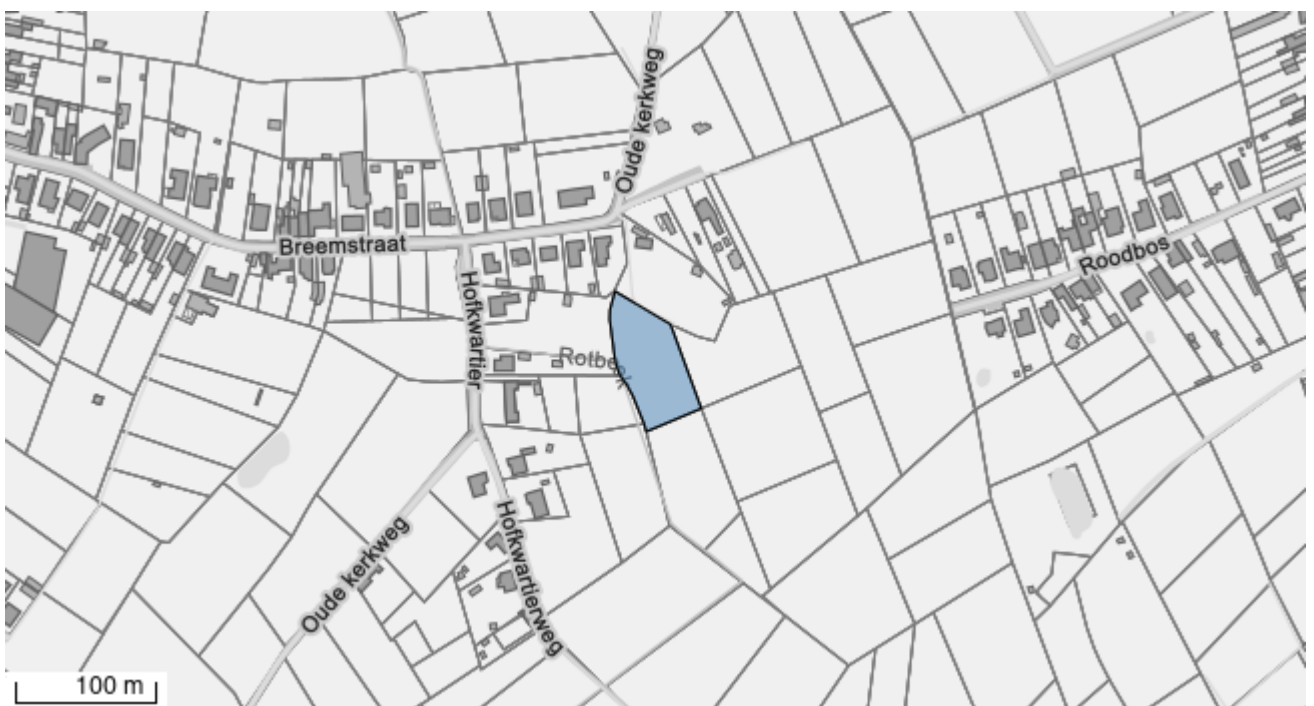 Oude kerkweg
Breemstraat
Roodbos
Hofkwartier
Oude kerkweg
Hofkwartierweg
100 m